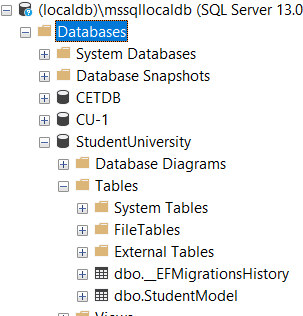 (localdb)\mssqllocaldb (SQL Server 13.0
Databases
System Databases
Database Snapshots
CETDB
CU-1
StudentUniversity
Database Diagrams
Tables
System Tables
FileTables
External Tables
dbo.__EFMigrationsHistory
dbo.StudentModel
Views